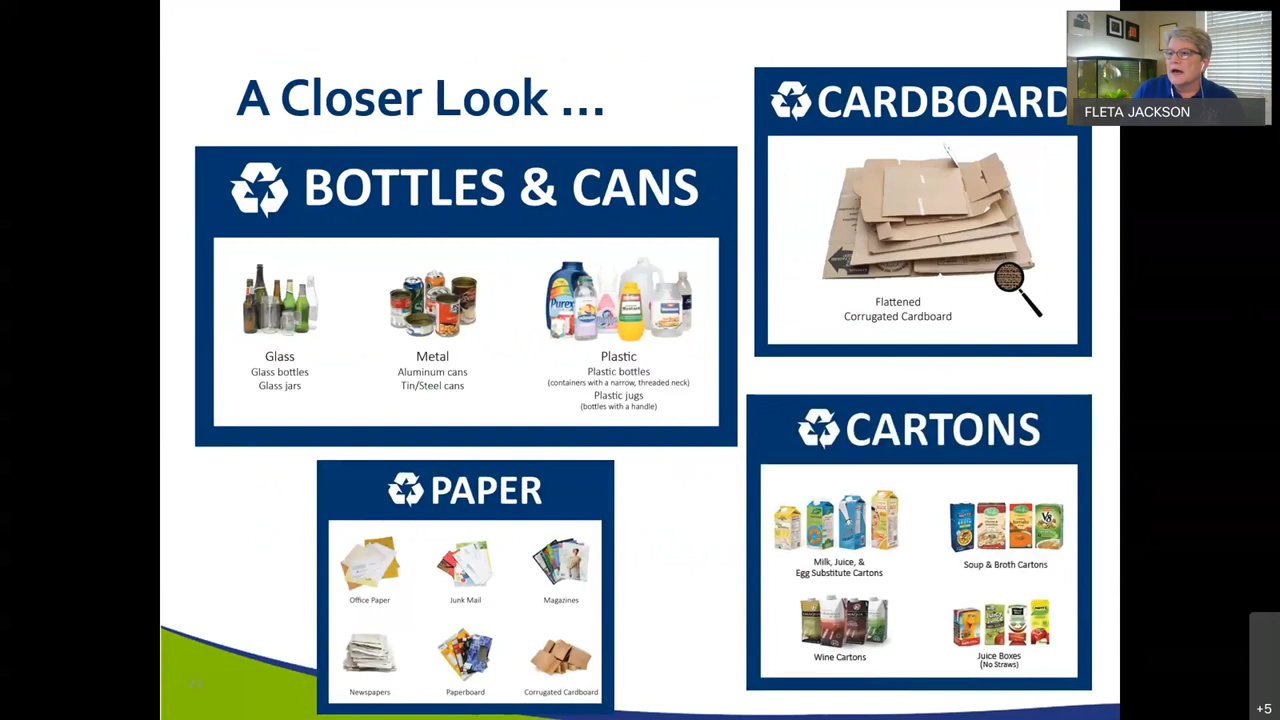 A Closer Look ...
FLETA JACKSON
BOTTLES & CANS
Glass
Glass bottles
Glass jars
Metal
Aluminum cans
Tin/Steel cans
Purex
Plastic
Plastic bottles
(containers with a narrow, threaded neck)
Plastic jugs
(bottles with a handle)
CARDBOARD
Flattened
Corrugated Cardboard
PAPER
Office Paper
Junk Mail
Magazines
Newspapers
Paperboard
Corrugated Cardboard
CARTONS
Milk, Juice, &
Egg Substitute Cartons
V8
Soup & Broth Cartons
Wine Cartons
Juice Boxes
(No Straws)
+5